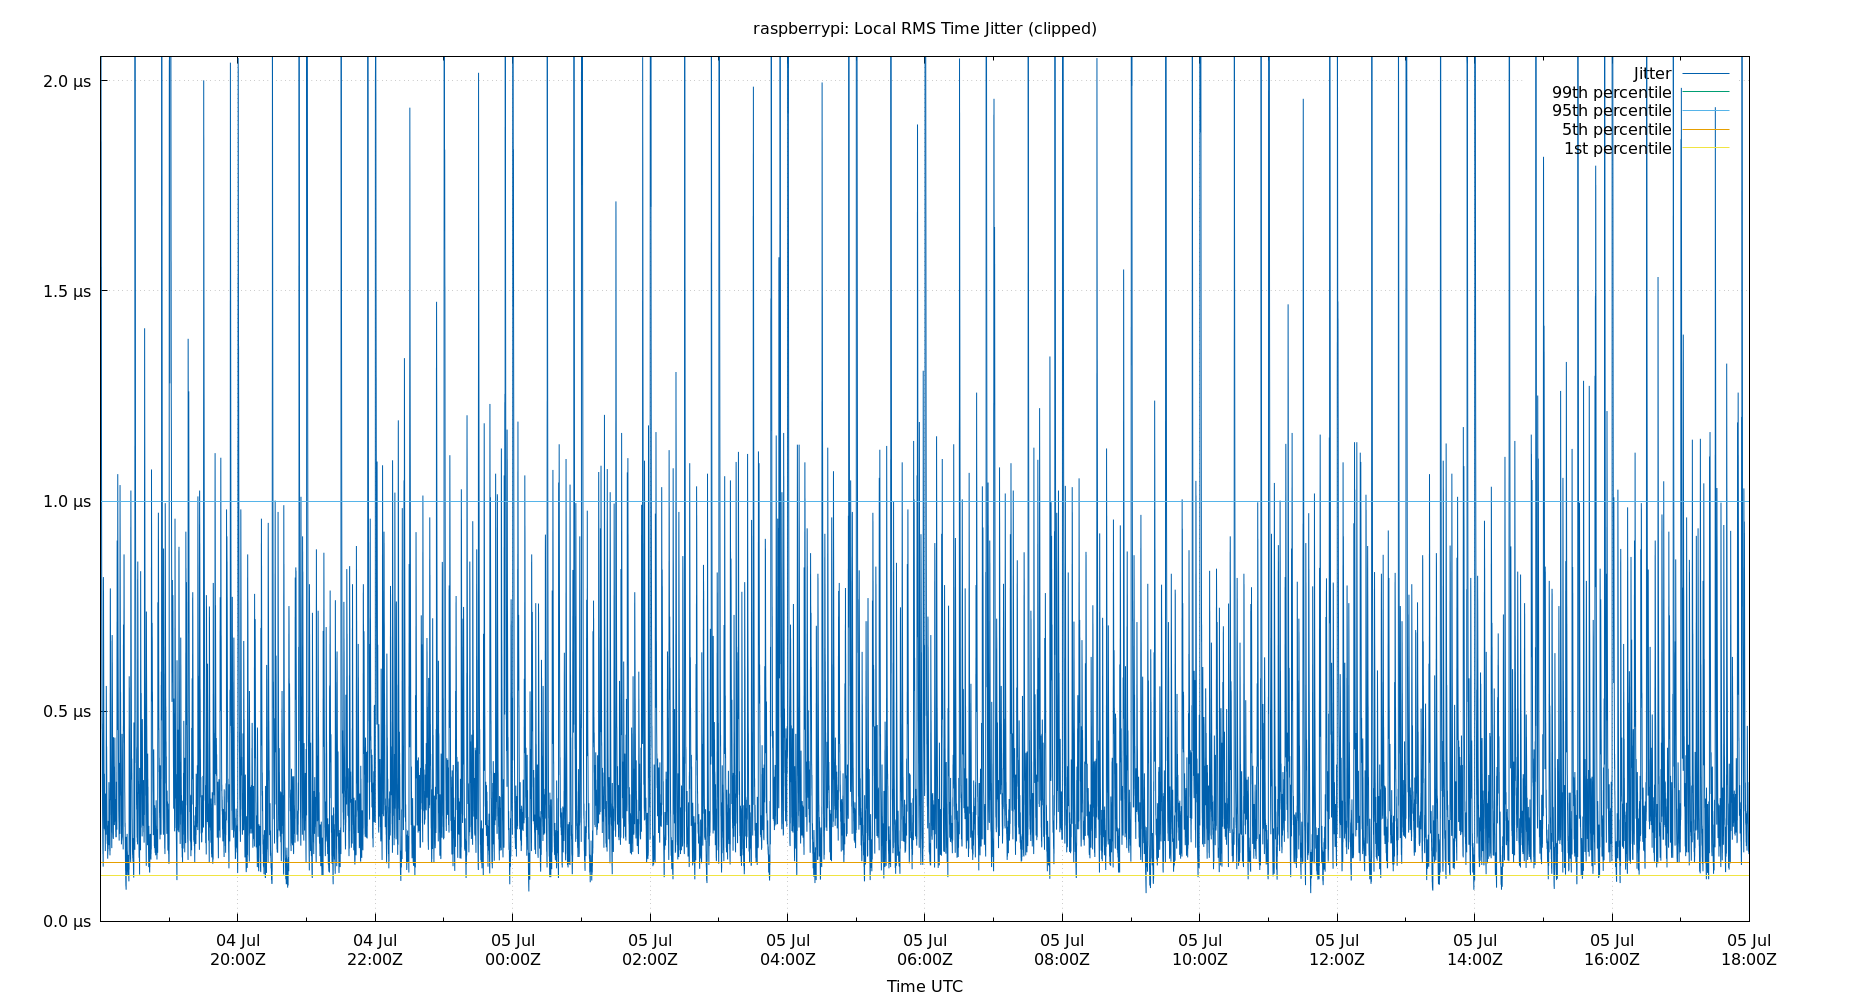 raspberrypi: Local RMS Time Jitter (clipped)
2.0 µs
1.5 µs
1.0 µs
0.5 µs
0.0 µs
Jitter
99th percentile
95th percentile
5th percentile
1st percentile
04 Jul 20:00Z
04 Jul 22:00Z
05 Jul 00:00Z
05 Jul 02:00Z
05 Jul 04:00Z
05 Jul 06:00Z
05 Jul 08:00Z
05 Jul 10:00Z
05 Jul 12:00Z
05 Jul 14:00Z
05 Jul 16:00Z
05 Jul 18:00Z
Time UTC